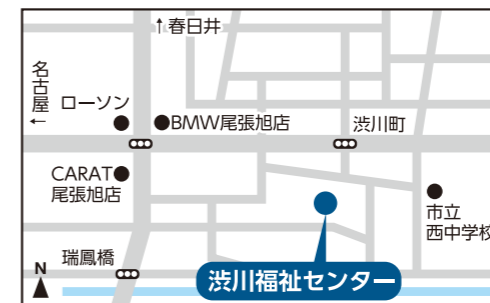 ↑春日井
名古屋
←
ローソン
●BMW尾張旭店
渋川町
CARAT●
尾張旭店
市立
西中学校
瑞鳳橋
N
渋川福祉センター